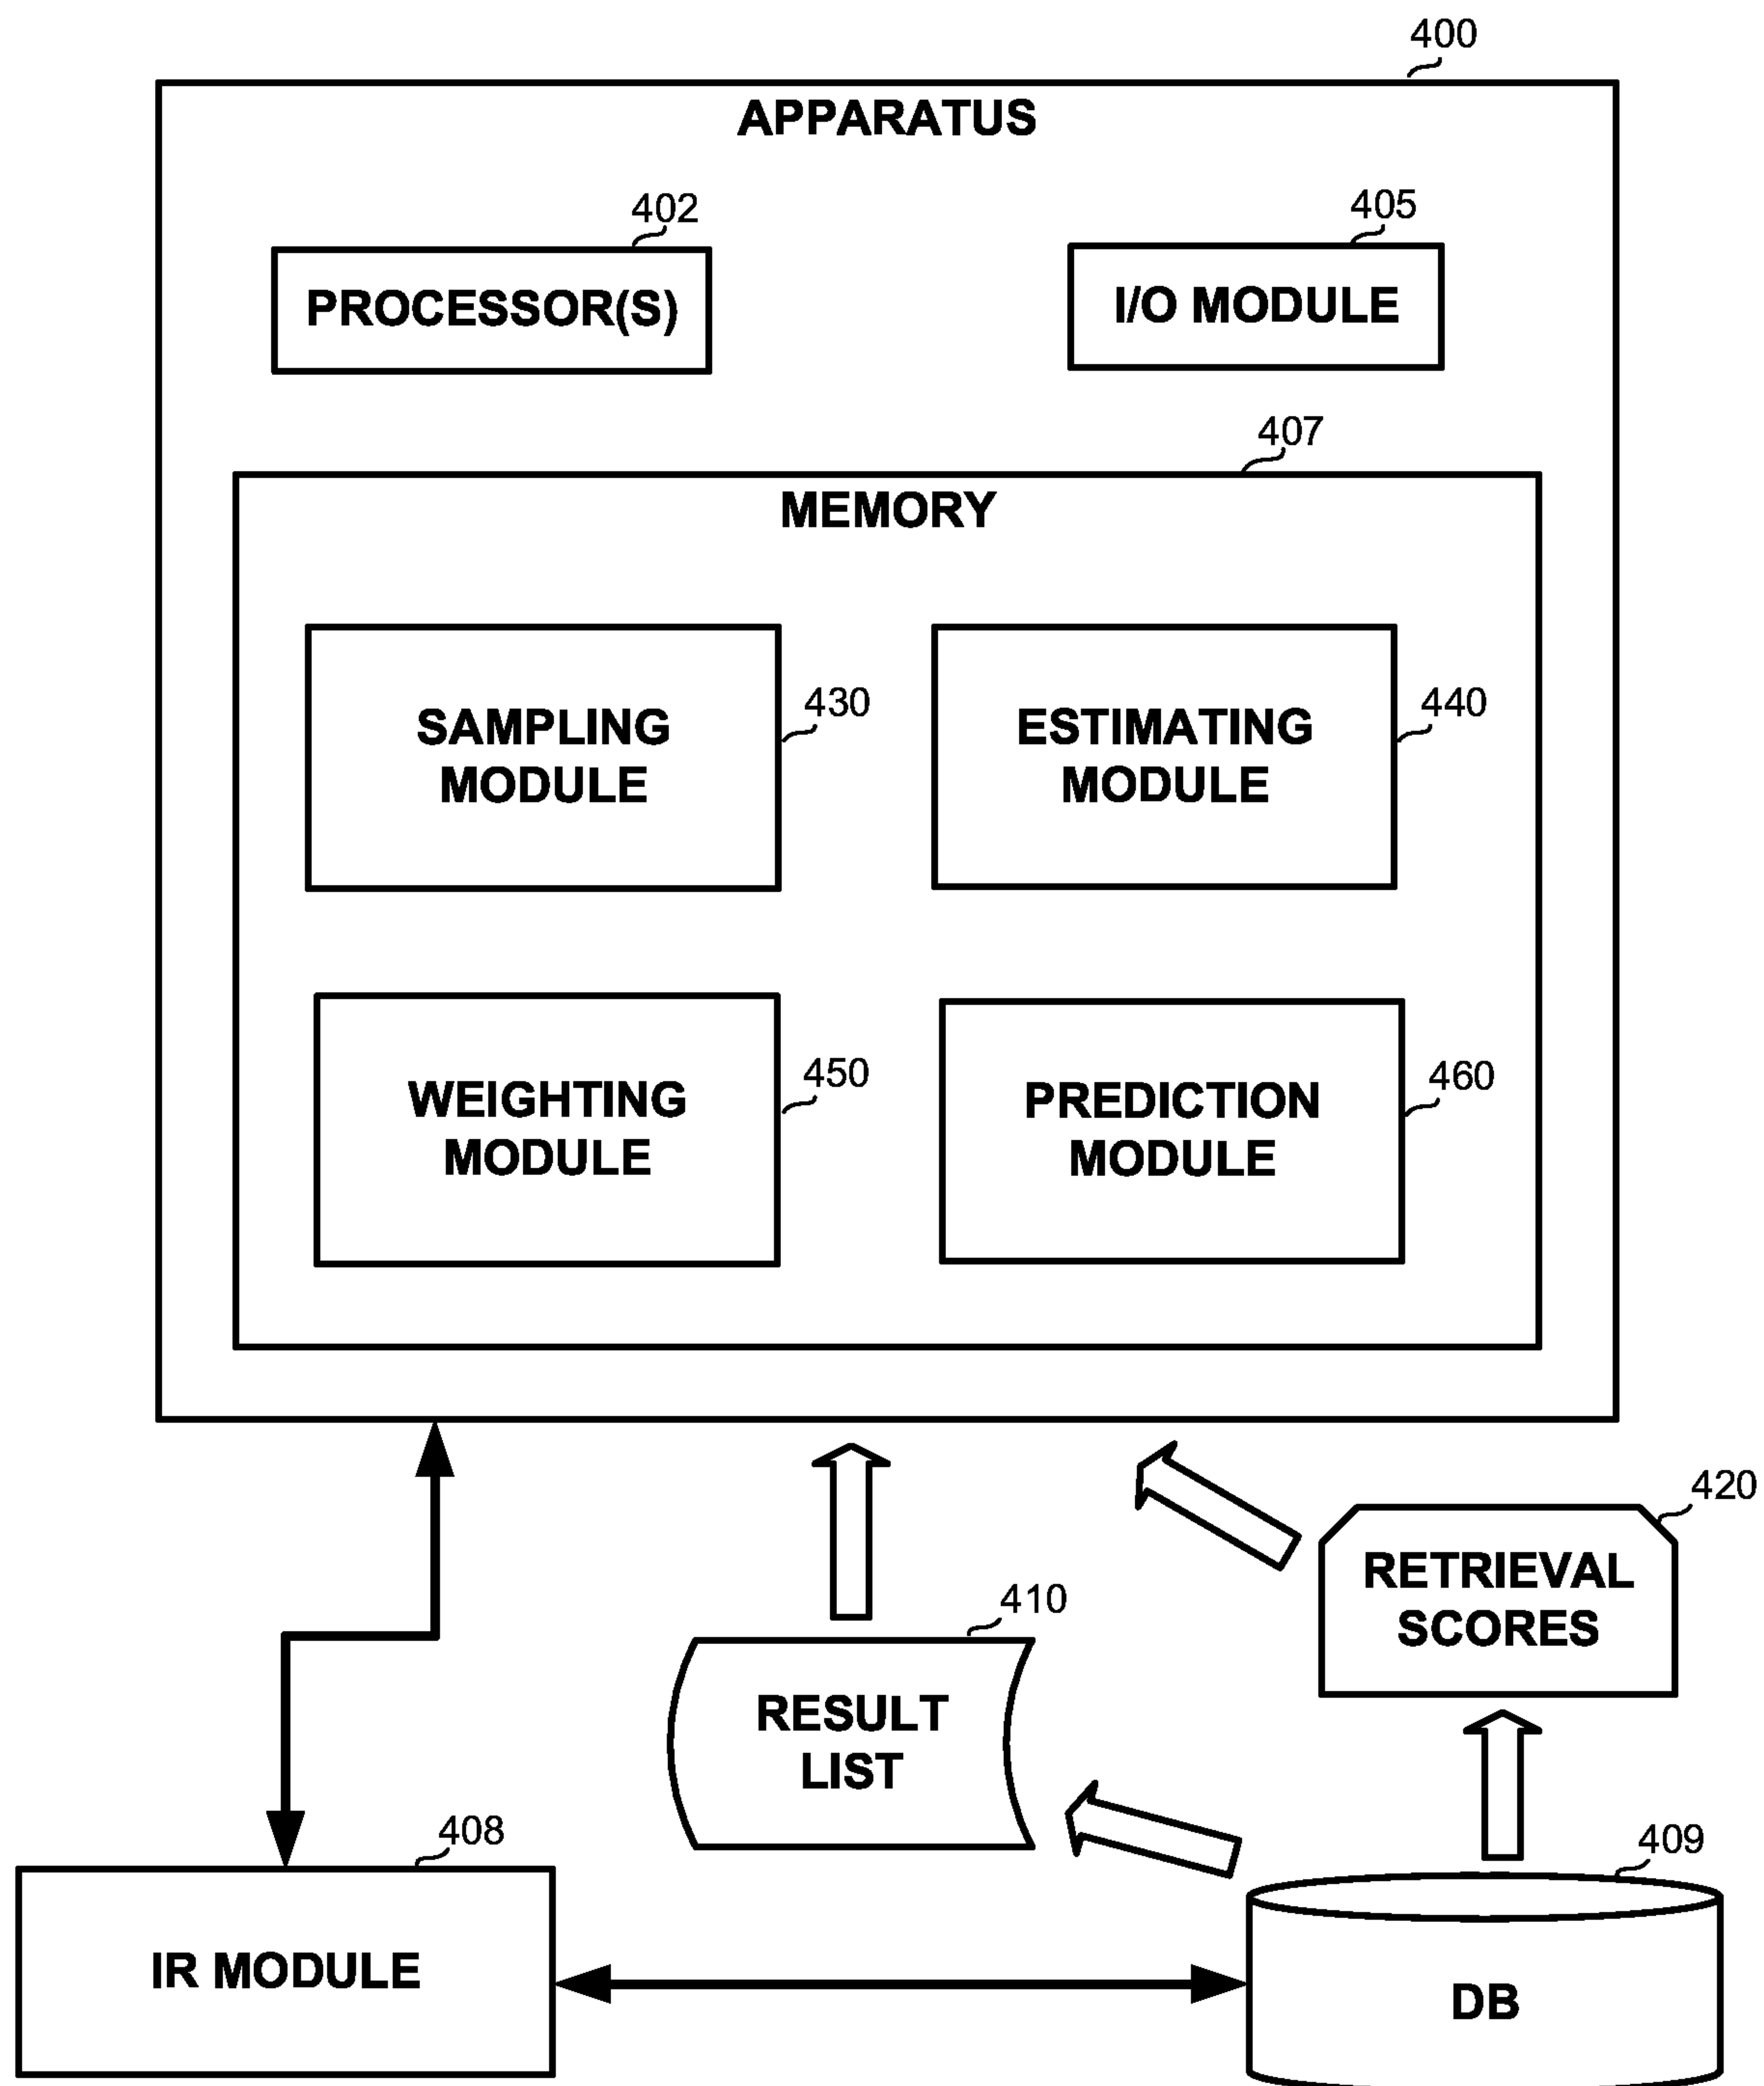 400
APPARATUS
402
PROCESSOR(S)
405
I/O MODULE
407
MEMORY
SAMPLING
MODULE
430
ESTIMATING
MODULE
440
WEIGHTING
MODULE
450
PREDICTION
MODULE
460
420
RETRIEVAL
SCORES
410
RESULT
LIST
408
IR MODULE
409
DB